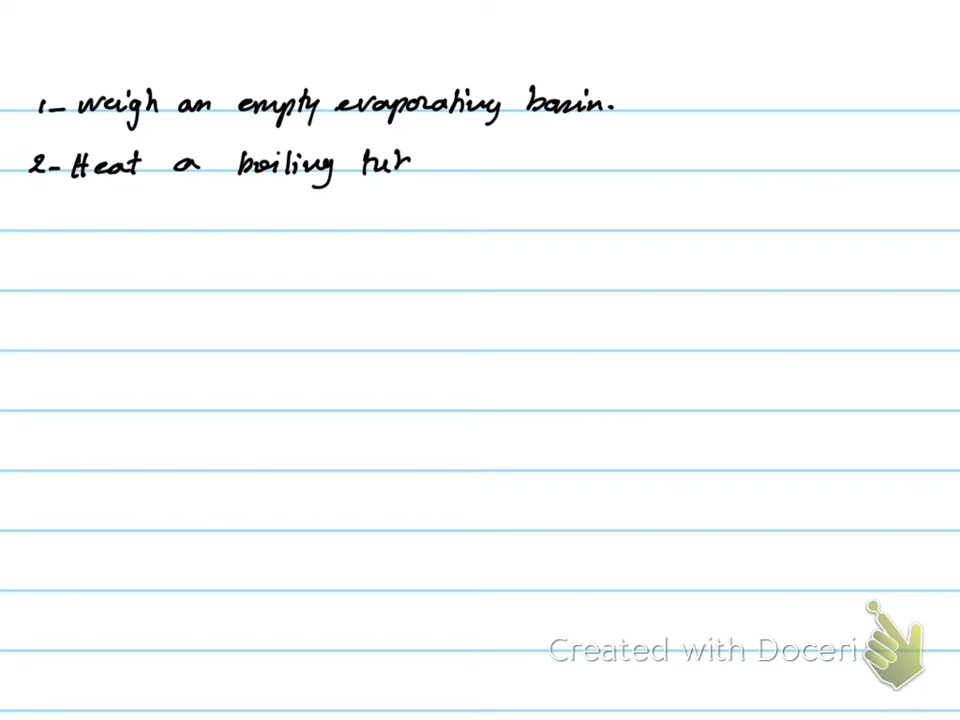 1- weigh an empty evaporating basin.
2- Heat a boiling tub
Created with Doceri